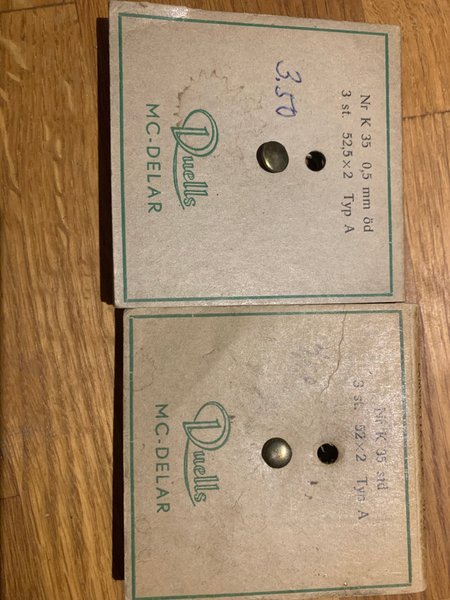 Nr K 35 0,5 mm öd
3 st. 52,5×2 Typ A
3,50
Duells
MC-DELAR
Nr K 35 std
3 st. 52×2 Typ A
Duells
MC-DELAR